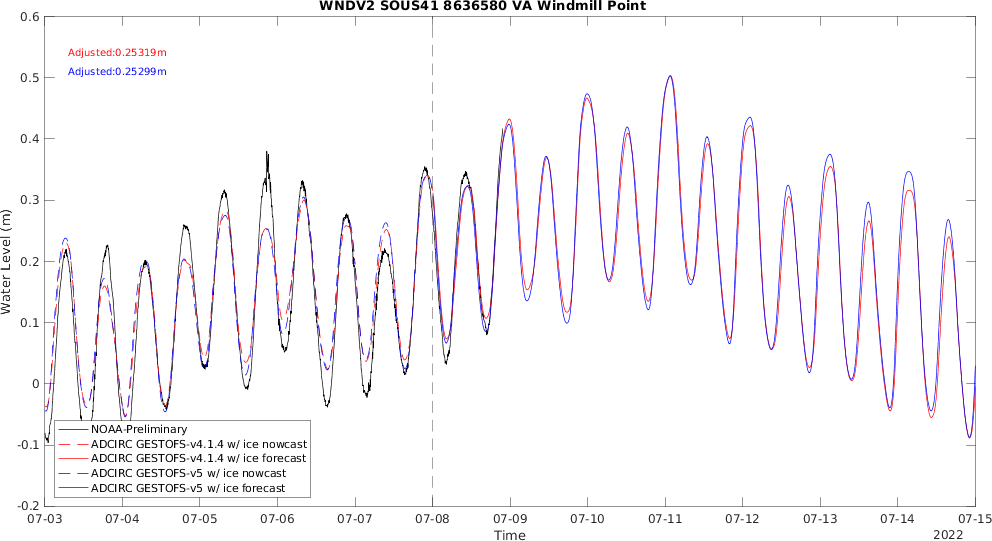 WNDV2 SOUS41 8636580 VA Windmill Point
0.6
0.5
0.4
0.3
0.2
0.1
0
-0.1
-0.2
Water Level (m)
Adjusted:0.25319m
Adjusted:0.25299m
NOAA-Preliminary
ADCIRC GESTOFS-v4.1.4 w/ ice nowcast
ADCIRC GESTOFS-v4.1.4 w/ ice forecast
ADCIRC GESTOFS-v5 w/ ice nowcast
ADCIRC GESTOFS-v5 w/ ice forecast
07-03 07-04 07-05 07-06 07-07 07-08 07-09 07-10 07-11 07-12 07-13 07-14 07-15
Time
2022